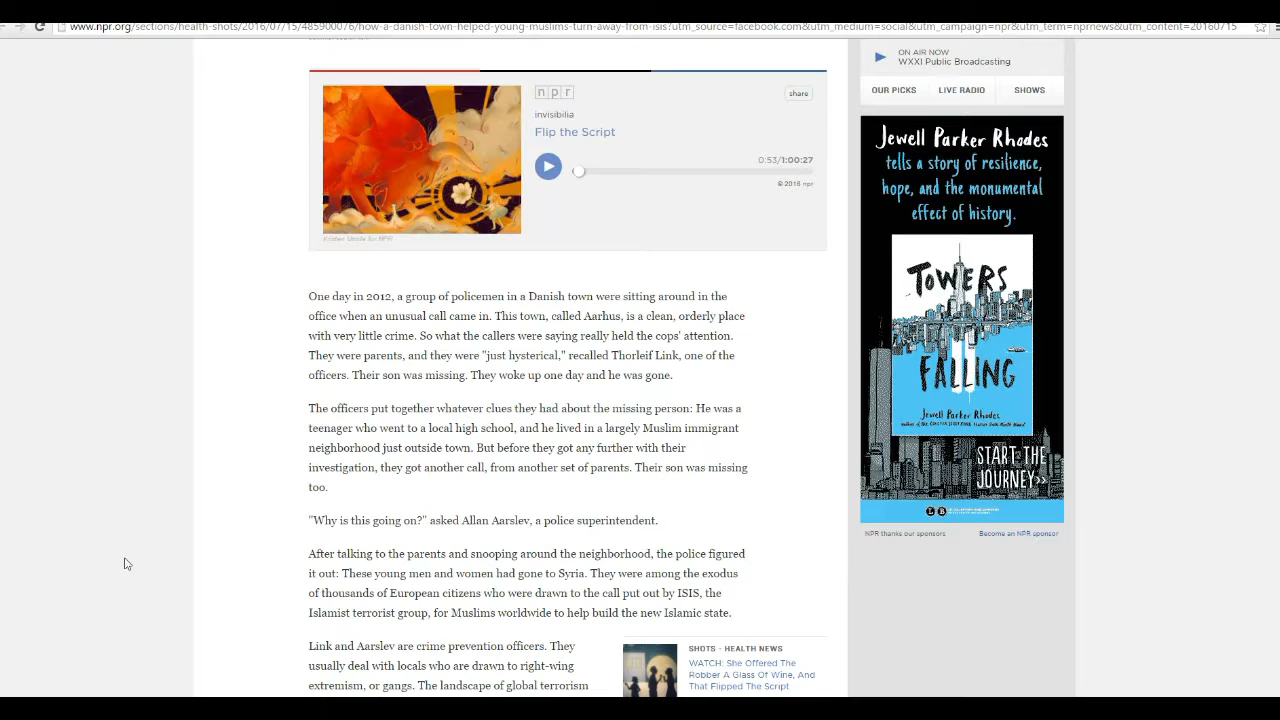 www.npr.org/sections/health-shots/2016/07/15/485900076/how-a-danish-town-helped-young-muslims-turn-away-from-isis?utm_source=facebook.com&utm_medium=social&utm_campaign=npr&utm_term=nprnews&utm_content=20160715
npr
share
invisibilia
Flip the Script
0:53/1:00:27
© 2016 npr
for NPR
One day in 2012, a group of policemen in a Danish town were sitting around in the
office when an unusual call came in. This town, called Aarhus, is a clean, orderly place
with very little crime. So what the callers were saying really held the cops' attention.
They were parents, and they were "just hysterical," recalled Thorleif Link, one of the
officers. Their son was missing. They woke up one day and he was gone.
The officers put together whatever clues they had about the missing person: He was a
teenager who went to a local high school, and he lived in a largely Muslim immigrant
neighborhood just outside town. But before they got any further with their
investigation, they got another call, from another set of parents. Their son was missing
too.
"Why is this going on?" asked Allan Aarslev, a police superintendent.
After talking to the parents and snooping around the neighborhood, the police figured
it out: These young men and women had gone to Syria. They were among the exodus
of thousands of European citizens who were drawn to the call put out by ISIS, the
Islamist terrorist group, for Muslims worldwide to help build the new Islamic state.
Link and Aarslev are crime prevention officers. They
usually deal with locals who are drawn to right-wing
extremism, or gangs. The landscape of global terrorism
SHOTS - HEALTH NEWS
WATCH: She Offered The
Robber A Glass Of Wine, And
That Flipped The Script
ON AIR NOW
WXXI Public Broadcasting
OUR PICKS
LIVE RADIO
SHOWS
Jewell Parker Rhodes
tells a story of resilience,
hope, and the monumental
effect of history.
TOWERS
FALLING
Jewell Parker Rhodes
START THE
JOURNEY>>
L B
NPR thanks our sponsors
Become an NPR sponsor